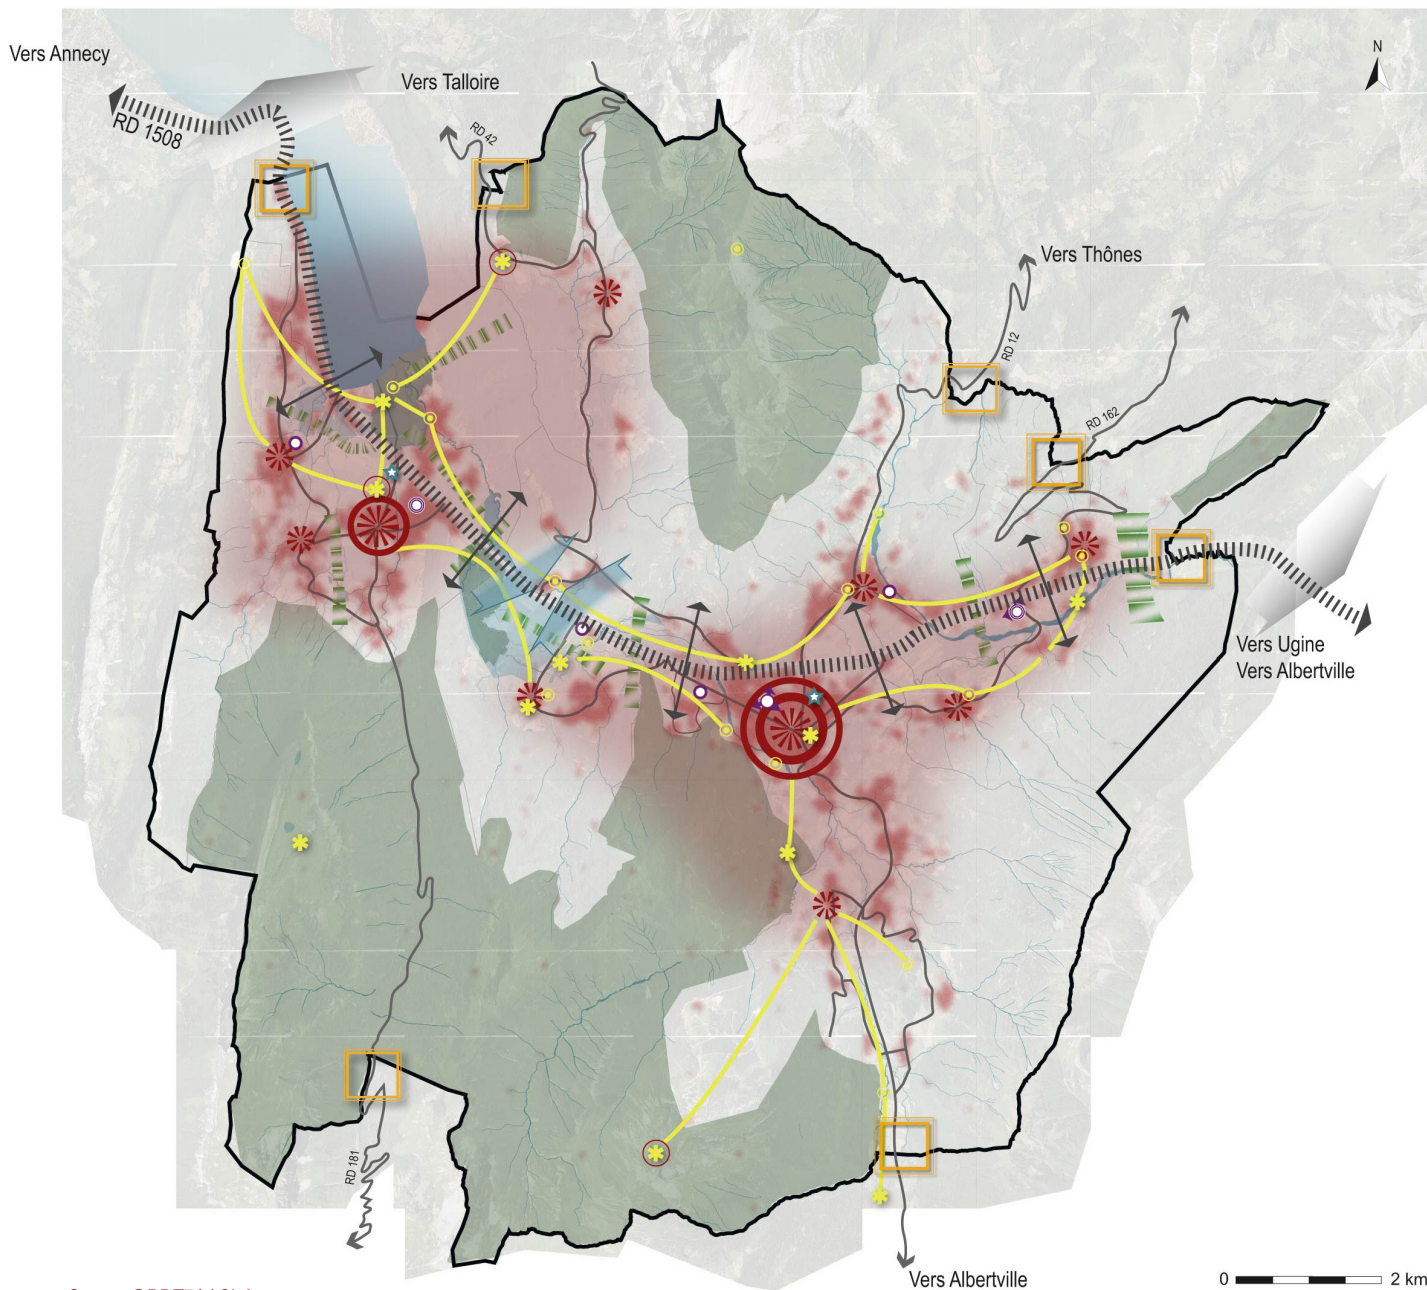 N
Vers Annecy
Vers Talloire
RD 42
RD 1508
Vers Thônes
RD 12
RD 162
Vers Ugine
Vers Albertville
RD 181
Vers Albertville
0 2 km